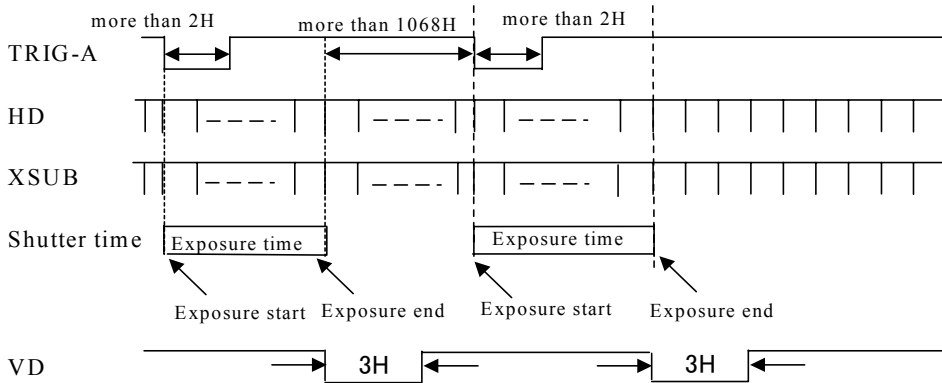 more than 2H
more than 1068H
more than 2H
TRIG-A
HD
XSUB
Shutter time
Exposure time
Exposure time
Exposure start
Exposure end
Exposure start
Exposure end
VD
3H
3H